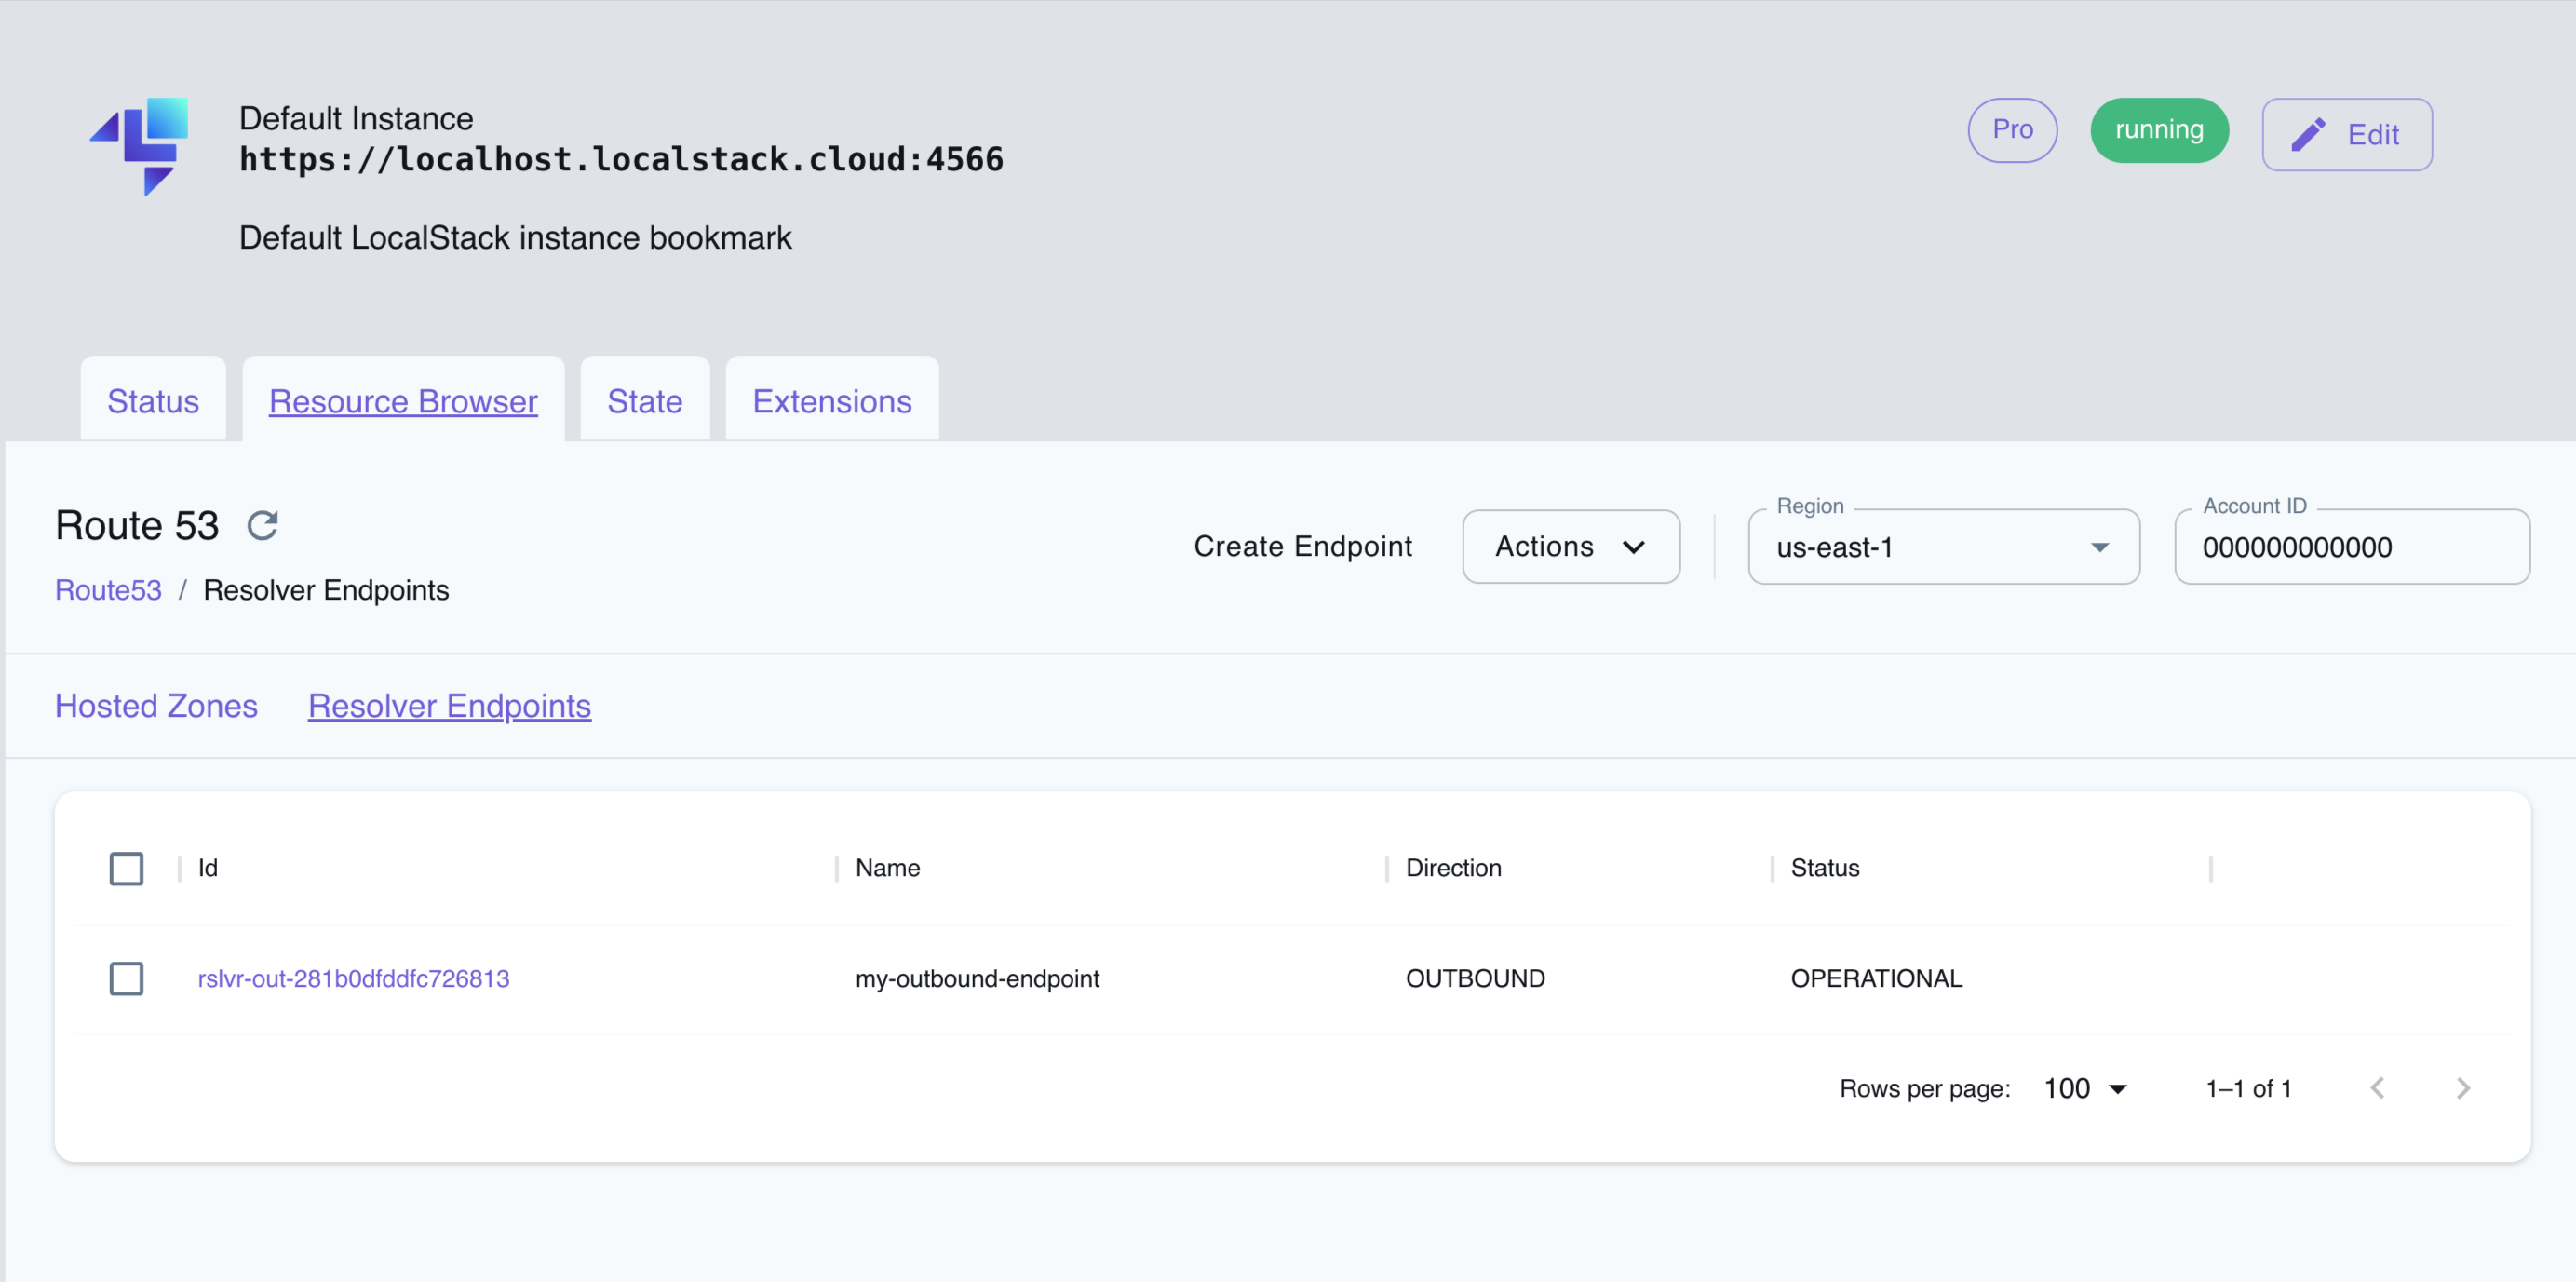 Default Instance
https://localhost.localstack.cloud:4566
Default LocalStack instance bookmark
Pro
running
Edit
Status
Resource Browser
State
Extensions
Route 53
Route53 / Resolver Endpoints
Create Endpoint
Actions
Region
us-east-1
Account ID
000000000000
Hosted Zones
Resolver Endpoints
Id Name Direction Status
rslvr-out-281b0dfddfc726813 my-outbound-endpoint OUTBOUND OPERATIONAL
Rows per page: 100 1–1 of 1